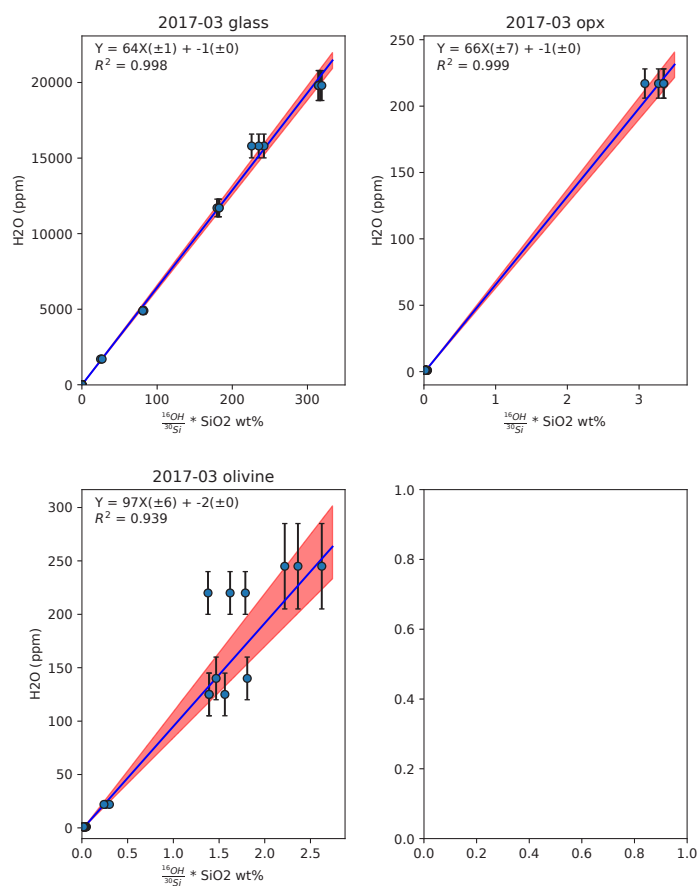 2017-03 glass
Y = 64X(±1) + -1(±0)
R² = 0.998
20000
15000
10000
5000
0
H2O (ppm)
0 100 200 300
¹⁶OH/³⁰Si * SiO2 wt%
2017-03 opx
Y = 66X(±7) + -1(±0)
R² = 0.999
250
200
150
100
50
0
H2O (ppm)
0 1 2 3
¹⁶OH/³⁰Si * SiO2 wt%
2017-03 olivine
Y = 97X(±6) + -2(±0)
R² = 0.939
300
250
200
150
100
50
0
H2O (ppm)
0.0 0.5 1.0 1.5 2.0 2.5
¹⁶OH/³⁰Si * SiO2 wt%
1.0
0.8
0.6
0.4
0.2
0.0
0.0 0.2 0.4 0.6 0.8 1.0